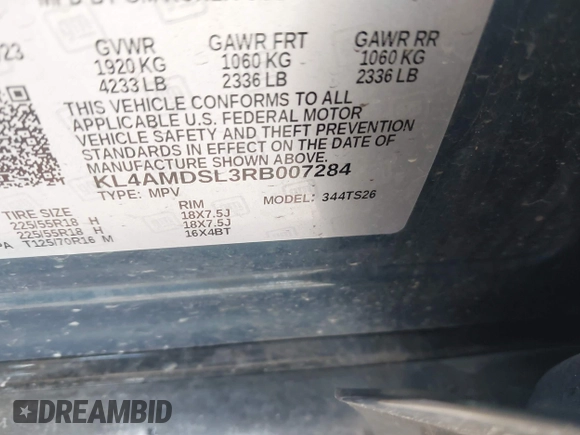 /23
GVWR GAWR FRT GAWR RR
1920 KG 1060 KG 1060 KG
4233 LB 2336 LB 2336 LB
THIS VEHICLE CONFORMS TO ALL
APPLICABLE U.S. FEDERAL MOTOR
VEHICLE SAFETY AND THEFT PREVENTION
STANDARDS IN EFFECT ON THE DATE OF
MANUFACTURE SHOWN ABOVE.
KL4AMDSL3RB007284
TYPE: MPV MODEL: 344TS26
TIRE SIZE RIM
225/55R18 H 18X7.5J
225/55R18 H 18X7.5J
PA T125/70R16 M 16X4BT
DREAMBID